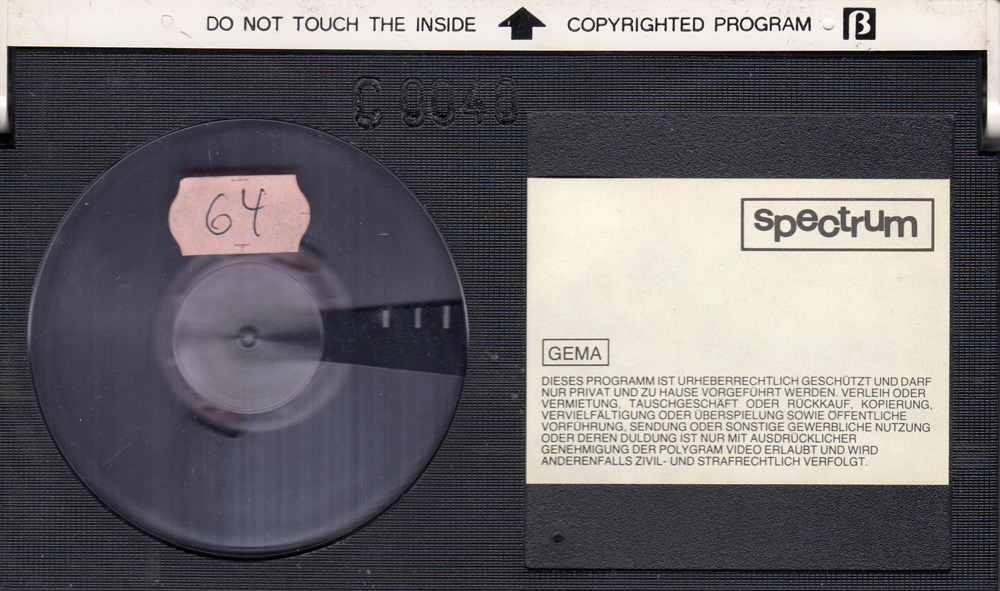 DO NOT TOUCH THE INSIDE COPYRIGHTED PROGRAM β
C 9940
64
spectrum
GEMA
DIESES PROGRAMM IST URHEBERRECHTLICH GESCHÜTZT UND DARF
NUR PRIVAT UND ZU HAUSE VORGEFÜHRT WERDEN. VERLEIH ODER
VERMIETUNG, TAUSCHGESCHÄFT ODER RÜCKKAUF, KOPIERUNG,
VERVIELFÄLTIGUNG ODER ÜBERSPIELUNG SOWIE ÖFFENTLICHE
VORFÜHRUNG, SENDUNG ODER SONSTIGE GEWERBLICHE NUTZUNG
ODER DEREN DULDUNG IST NUR MIT AUSDRÜCKLICHER
GENEHMIGUNG DER POLYGRAM VIDEO ERLAUBT UND WIRD
ANDERENFALLS ZIVIL- UND STRAFRECHTLICH VERFOLGT.